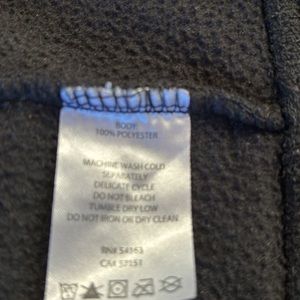 BODY:
100% POLYESTER
MACHINE WASH COLD
SEPARATELY
DELICATE CYCLE
DO NOT BLEACH
TUMBLE DRY LOW
DO NOT IRON OR DRY CLEAN
RN# 54163
CA# 57151